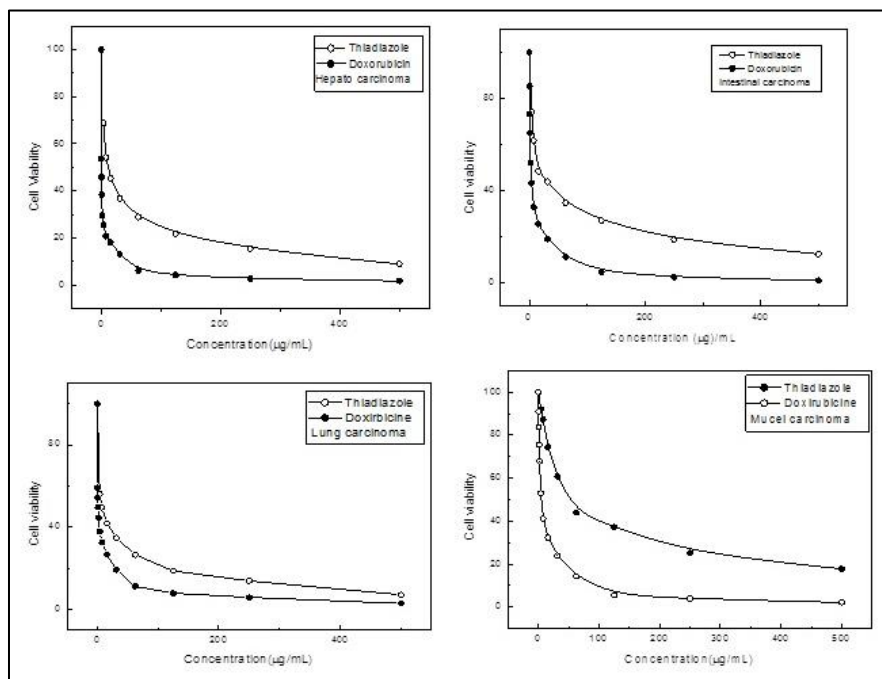 Thiadiazole
Doxorubicin
Hepato carcinoma
Cell Viability
100
80
60
40
20
0
0
200
400
Concentration(µg/mL)
Thiadiazole
Doxorubicin
Intestinal carcinoma
Cell viability
80
40
0
0
200
400
Concentration (µg)/mL
Thiadiazole
Doxirbicine
Lung carcinoma
Cell viability
80
40
0
0
200
400
Concentration(µg/mL)
Thiadiazole
Doxirubicine
Mucel carcinoma
Cell viability
100
80
60
40
20
0
0
100
200
300
400
500
Concentration(µg/mL)